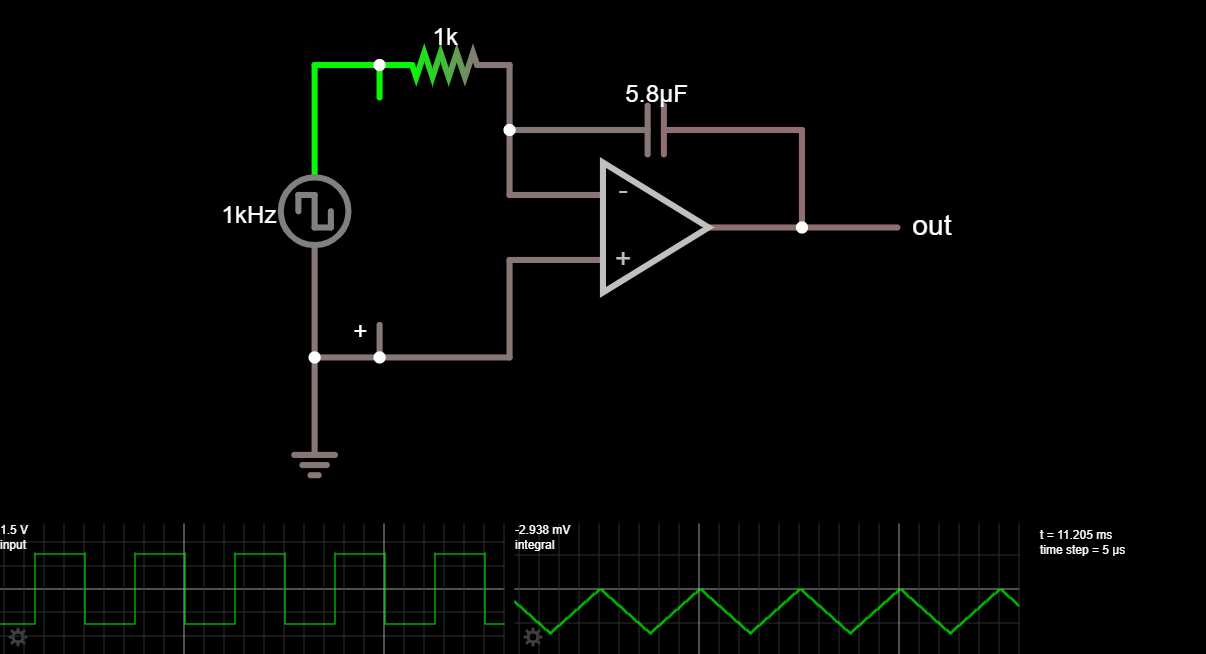 1k
5.8µF
1kHz
-
+
out
+
1.5 V
input
-2.938 mV
integral
t = 11.205 ms
time step = 5 µs